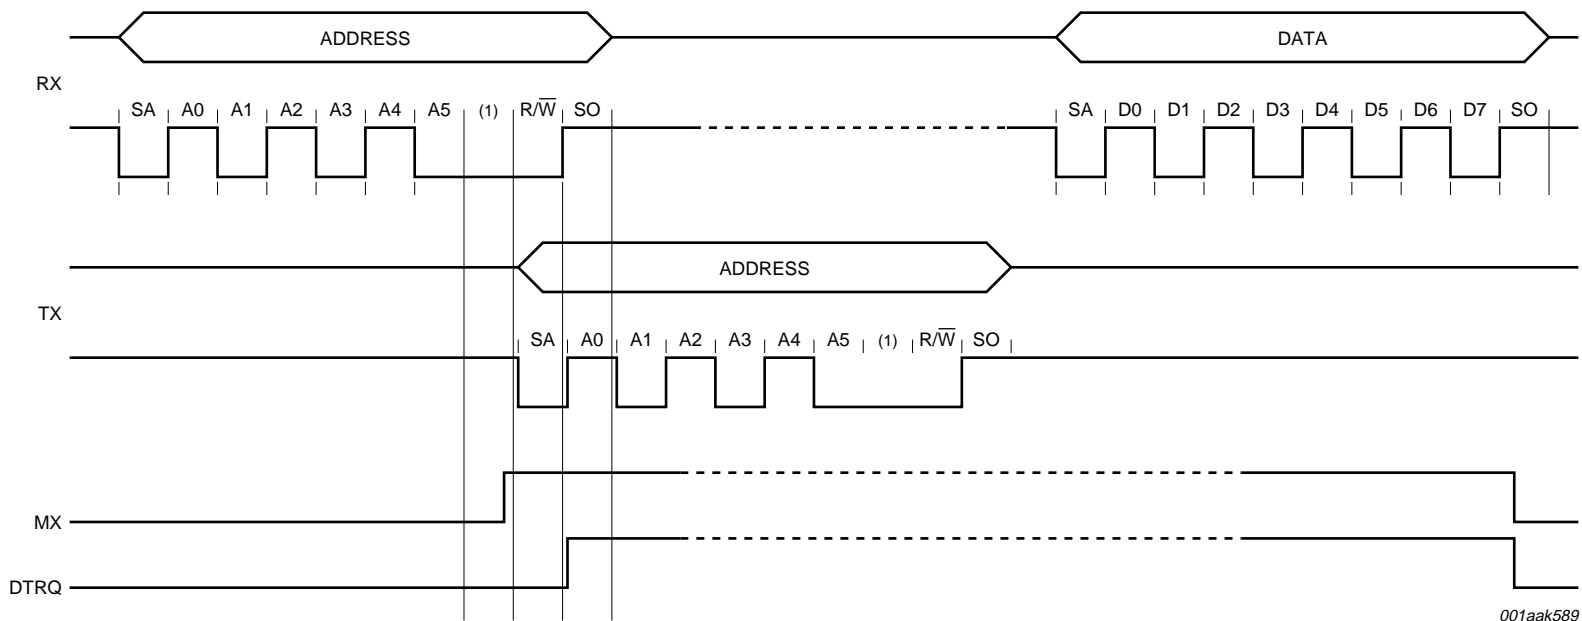 ADDRESS DATA
RX
SA A0 A1 A2 A3 A4 A5 (1) R/W̅ SO SA D0 D1 D2 D3 D4 D5 D6 D7 SO
ADDRESS
TX
SA A0 A1 A2 A3 A4 A5 (1) R/W̅ SO
MX
DTRQ
001aak589